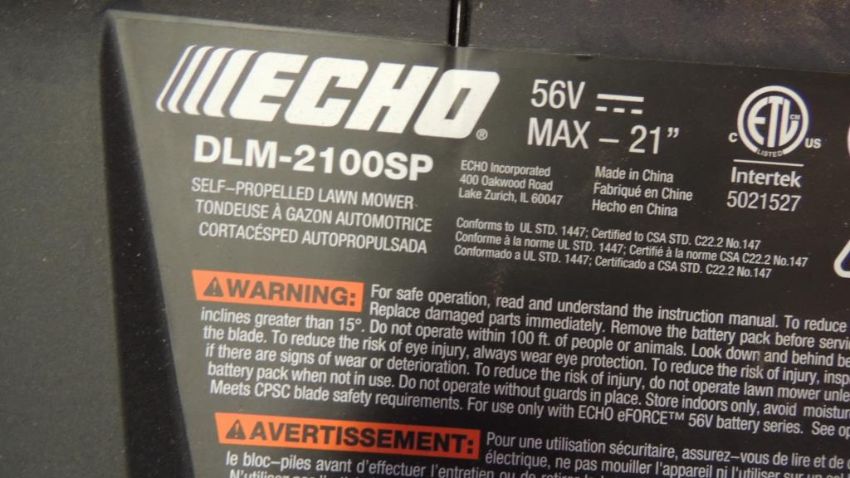 ECHO®
DLM-2100SP
SELF-PROPELLED LAWN MOWER
TONDEUSE À GAZON AUTOMOTRICE
CORTACÉSPED AUTOPROPULSADA
56V
MAX – 21”
ECHO Incorporated
400 Oakwood Road
Lake Zurich, IL 60047
Made in China
Fabriqué en Chine
Hecho en China
C ETL CM US
LISTED
Intertek
5021527
Conforms to UL STD. 1447; Certified to CSA STD. C22.2 No.147
Conforme à la norme UL STD. 1447; Certifié à la norme CSA C22.2 No.147
Conformado a UL STD. 1447; Certificado a CSA STD. C22.2 No.147
WARNING: For safe operation, read and understand the instruction manual. To reduce
Replace damaged parts immediately. Remove the battery pack before servi
inclines greater than 15°. Do not operate within 100 ft. of people or animals. Look down and behind be
the blade. To reduce the risk of eye injury, always wear eye protection. To reduce the risk of injury, insp
if there are signs of wear or deterioration. To reduce the risk of injury, do not operate lawn mower unle
battery pack when not in use. Do not operate without guards in place. Store indoors only, avoid moistur
Meets CPSC blade safety requirements. For use only with ECHO eFORCE™ 56V battery series. See op
AVERTISSEMENT: Pour une utilisation sécuritaire, assurez-vous de lire et de
électrique, ne pas mouiller l'appareil ni l'utiliser sur un sol
le bloc-piles avant d'effectuer l'entretien ou de